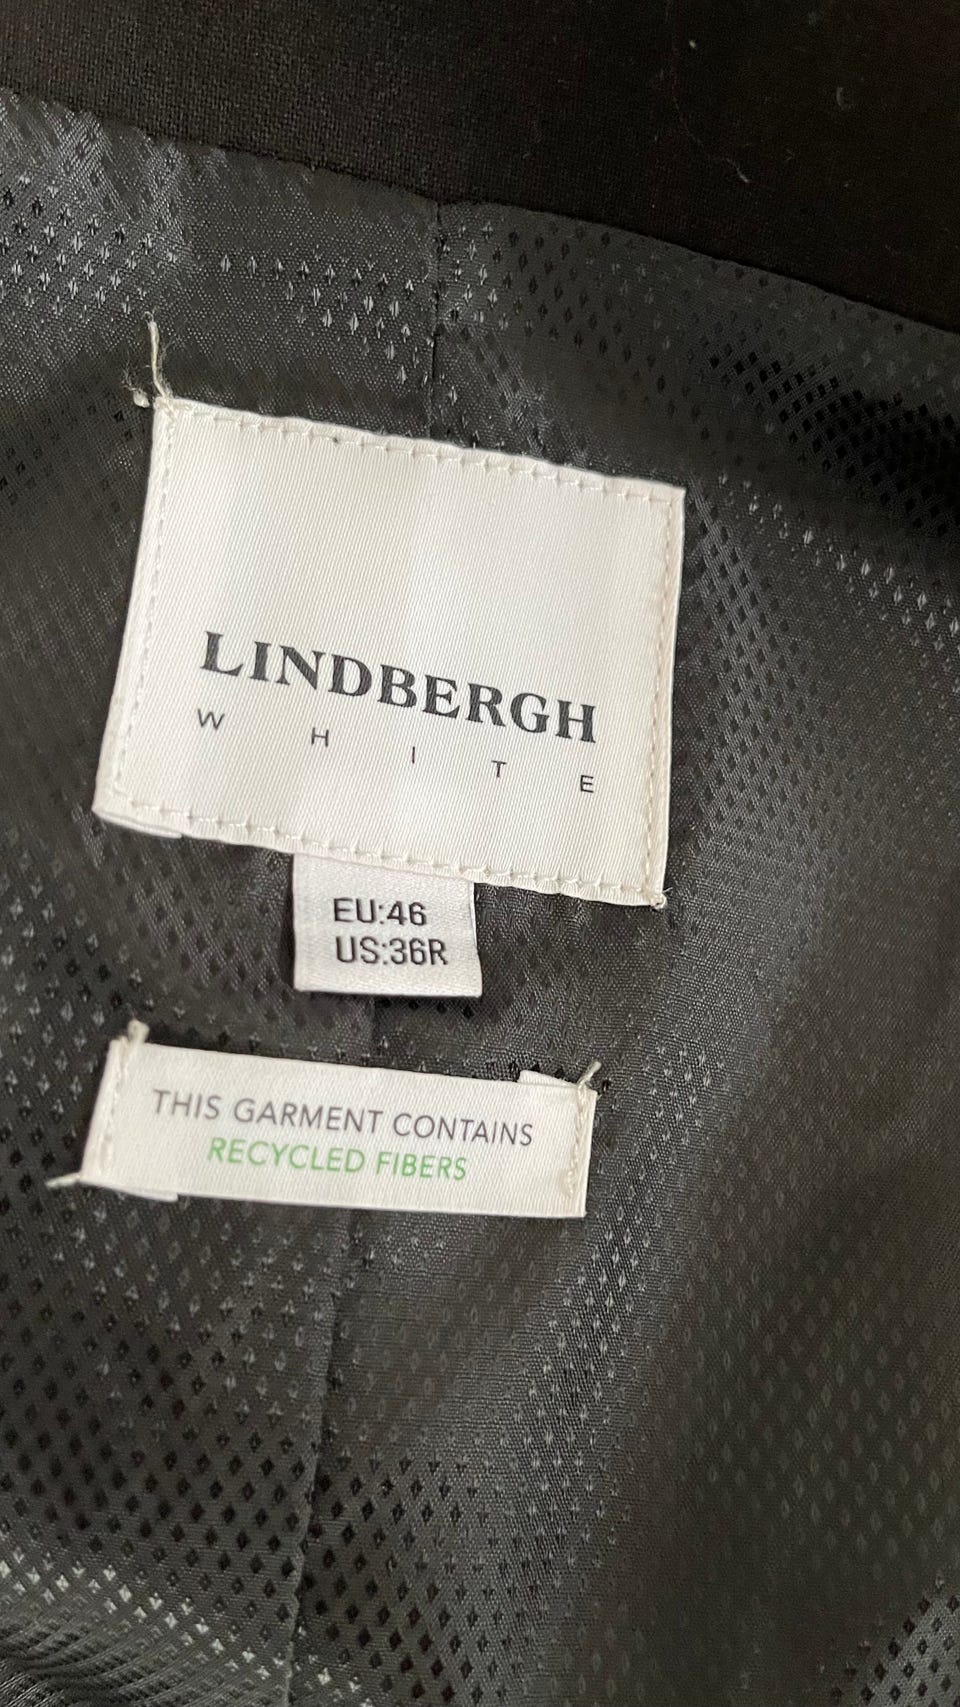 LINDBERGH
WHITE
EU:46
US:36R
THIS GARMENT CONTAINS
RECYCLED FIBERS